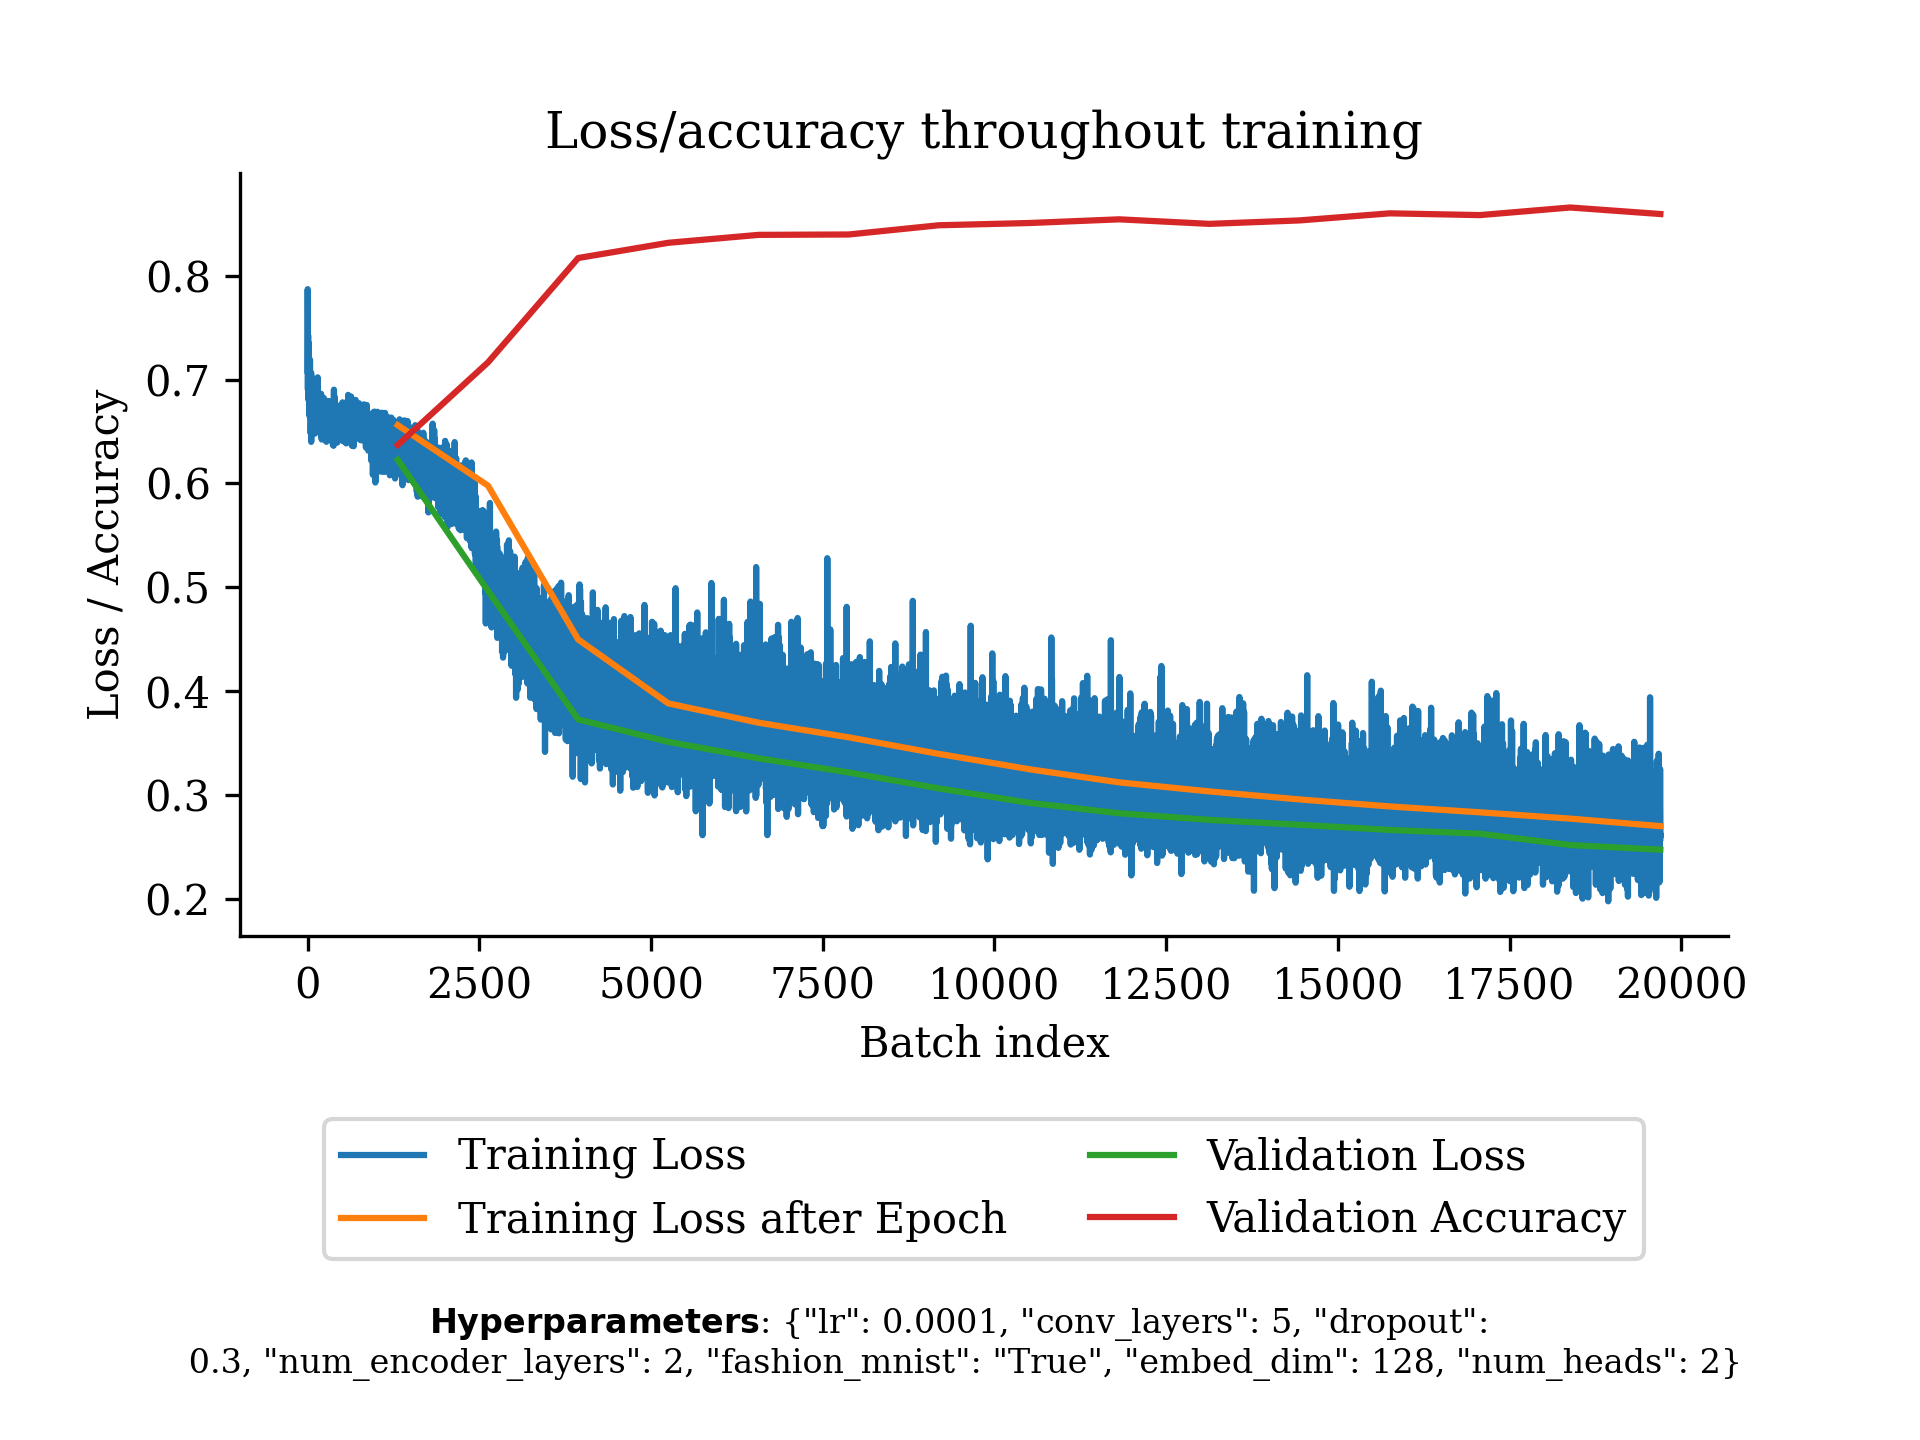 Loss/accuracy throughout training
Loss / Accuracy
0.8
0.7
0.6
0.5
0.4
0.3
0.2
0 2500 5000 7500 10000 12500 15000 17500 20000
Batch index
Training Loss
Training Loss after Epoch
Validation Loss
Validation Accuracy
Hyperparameters: {"lr": 0.0001, "conv_layers": 5, "dropout":
0.3, "num_encoder_layers": 2, "fashion_mnist": "True", "embed_dim": 128, "num_heads": 2}